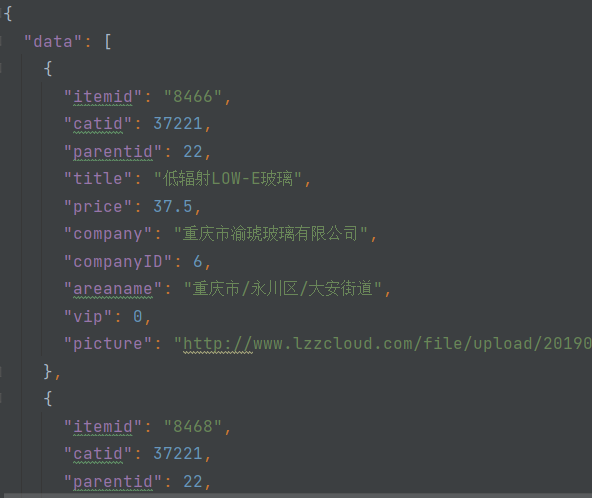 {
"data": [
{
"itemid": "8466",
"catid": 37221,
"parentid": 22,
"title": "低辐射LOW-E玻璃",
"price": 37.5,
"company": "重庆市渝琥玻璃有限公司",
"companyID": 6,
"areaname": "重庆市/永川区/大安街道",
"vip": 0,
"picture": "http://www.lzzcloud.com/file/upload/20190
},
{
"itemid": "8468",
"catid": 37221,
"parentid": 22,